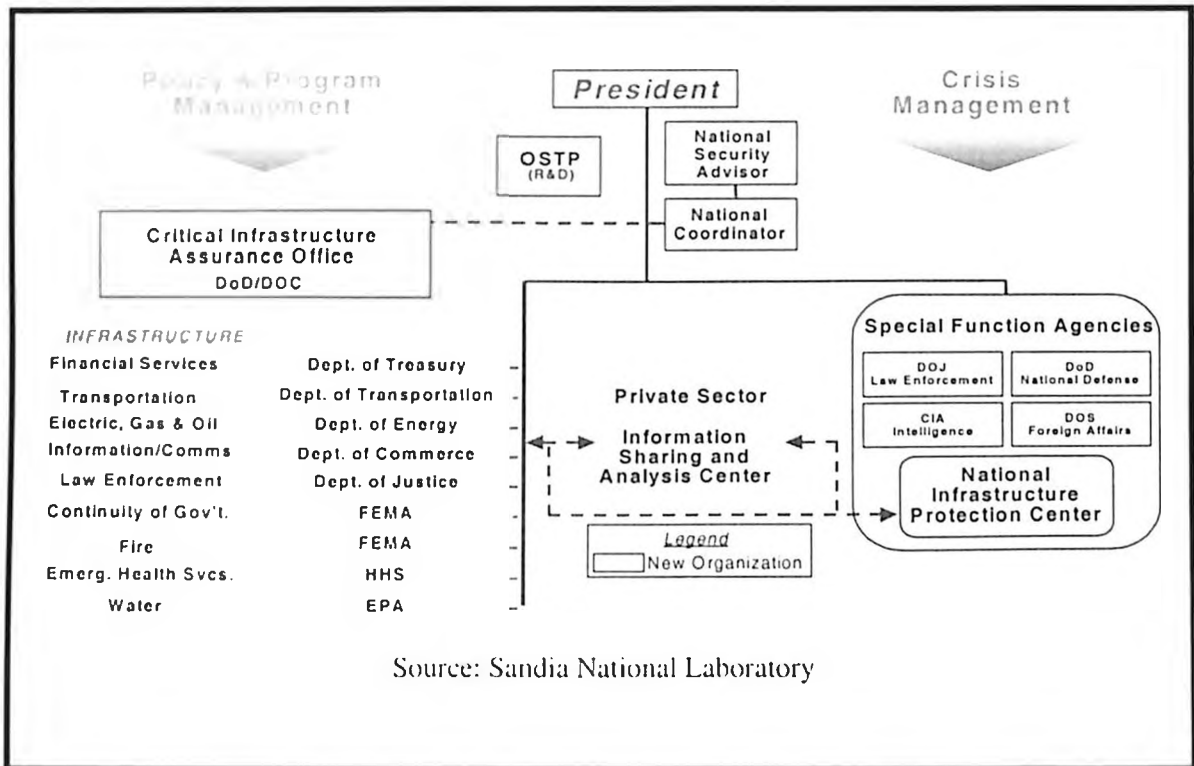 Policy & Program
Management
President
Crisis
Management
OSTP
(R&D)
National
Security
Advisor
National
Coordinator
Critical Infrastructure
Assurance Office
DoD/DOC
INFRASTRUCTURE
Financial Services Dept. of Treasury
Transportation Dept. of Transportation
Electric, Gas & Oil Dept. of Energy
Information/Comms Dept. of Commerce
Law Enforcement Dept. of Justice
Continuity of Gov't. FEMA
Fire FEMA
Emerg. Health Svcs. HHS
Water EPA
Private Sector
Information
Sharing and
Analysis Center
Legend
New Organization
Special Function Agencies
DOJ
Law Enforcement
DoD
National Defense
CIA
Intelligence
DOS
Foreign Affairs
National
Infrastructure
Protection Center
Source: Sandia National Laboratory